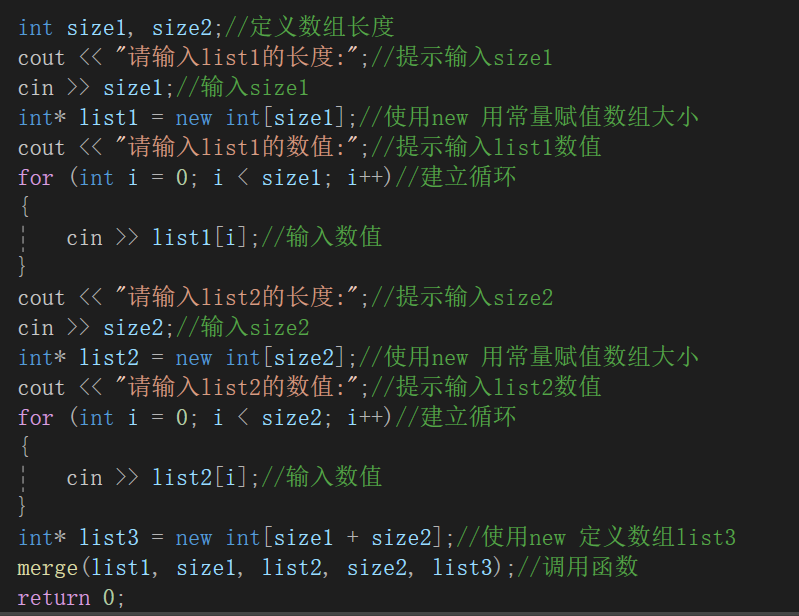 int size1, size2;//定义数组长度
cout << "请输入list1的长度:";//提示输入size1
cin >> size1;//输入size1
int* list1 = new int[size1];//使用new 用常量赋值数组大小
cout << "请输入list1的数值:";//提示输入list1数值
for (int i = 0; i < size1; i++)//建立循环
{
cin >> list1[i];//输入数值
}
cout << "请输入list2的长度:";//提示输入size2
cin >> size2;//输入size2
int* list2 = new int[size2];//使用new 用常量赋值数组大小
cout << "请输入list2的数值:";//提示输入list2数值
for (int i = 0; i < size2; i++)//建立循环
{
cin >> list2[i];//输入数值
}
int* list3 = new int[size1 + size2];//使用new 定义数组list3
merge(list1, size1, list2, size2, list3);//调用函数
return 0;